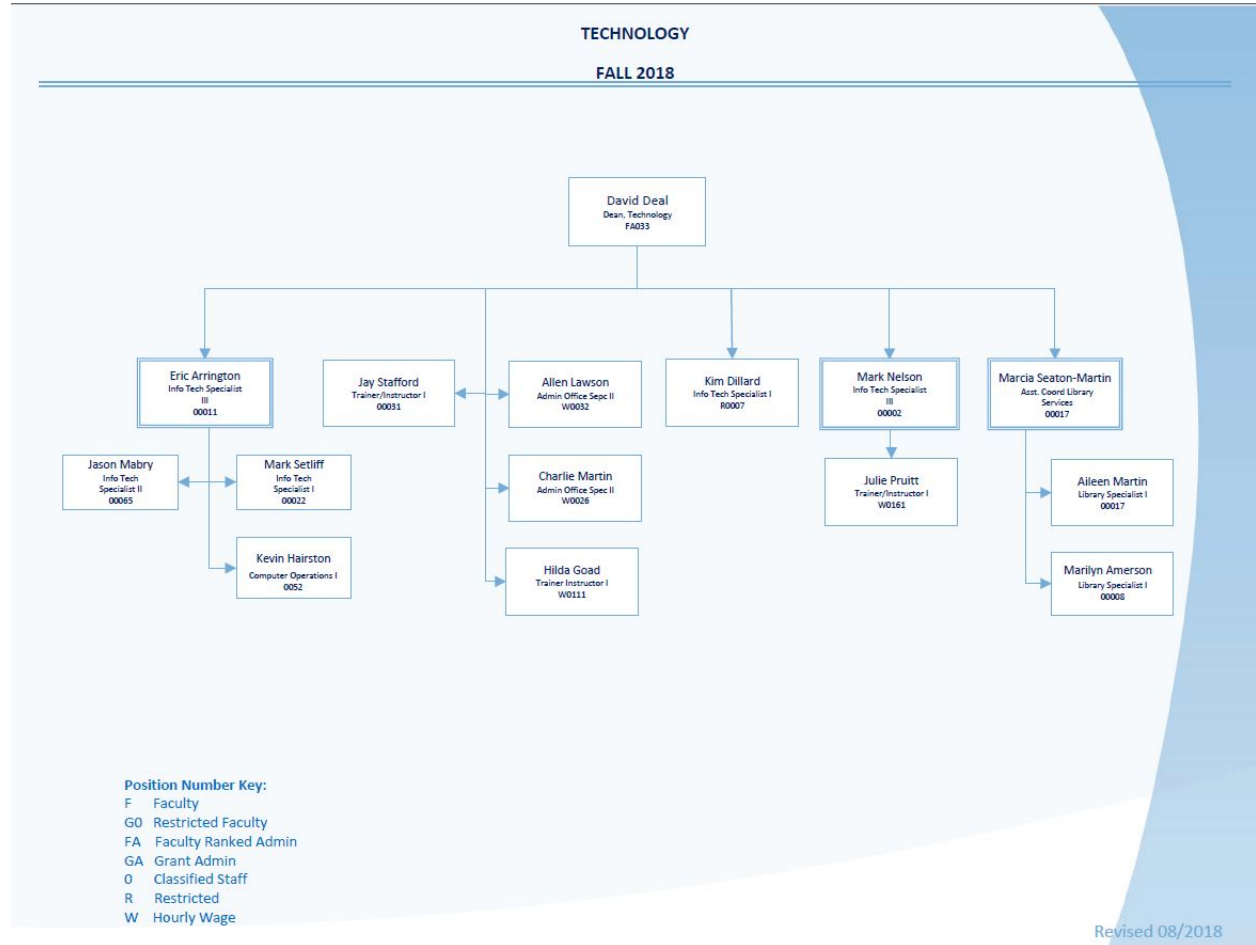 TECHNOLOGY
FALL 2018
David Deal
Dean, Technology
FA033
Eric Arrington
Info Tech Specialist
III
00011
Jay Stafford
Trainer/Instructor I
00031
Allen Lawson
Admin Office Sepc II
W0032
Kim Dillard
Info Tech Specialist I
R0007
Mark Nelson
Info Tech Specialist
III
00002
Marcia Seaton-Martin
Asst. Coord Library
Services
00017
Jason Mabry
Info Tech
Specialist II
00065
Mark Setliff
Info Tech
Specialist I
00022
Charlie Martin
Admin Office Spec II
W0026
Julie Pruitt
Trainer/Instructor I
W0161
Aileen Martin
Library Specialist I
00017
Kevin Hairston
Computer Operations I
0052
Hilda Goad
Trainer Instructor I
W0111
Marilyn Amerson
Library Specialist I
00008
Position Number Key:
F Faculty
G0 Restricted Faculty
FA Faculty Ranked Admin
GA Grant Admin
0 Classified Staff
R Restricted
W Hourly Wage
Revised 08/2018